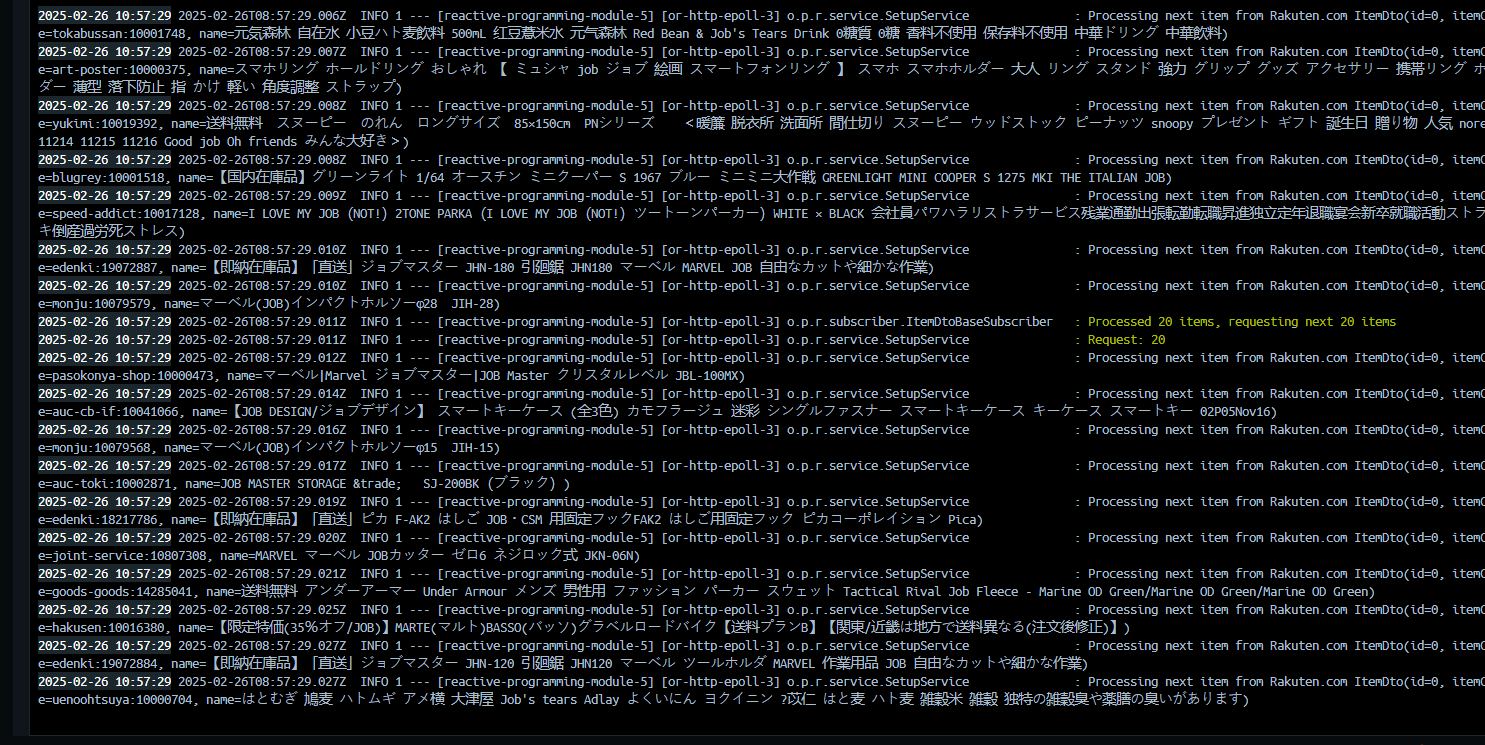 2025-02-26 10:57:29 2025-02-26T08:57:29.006Z  INFO 1 --- [reactive-programming-module-5] [or-http-epoll-3] o.p.r.service.SetupService               : Processing next item from Rakuten.com ItemDto(id=0, itemC
e=tokabussan:10001748, name=元気森林 自在水 小豆ハト麦飲料 500mL 红豆薏米水 元气森林 Red Bean & Job's Tears Drink 0糖質 0糖 香料不使用 保存料不使用 中華ドリング 中華飲料)
2025-02-26 10:57:29 2025-02-26T08:57:29.007Z  INFO 1 --- [reactive-programming-module-5] [or-http-epoll-3] o.p.r.service.SetupService               : Processing next item from Rakuten.com ItemDto(id=0, itemC
e=art-poster:10000375, name=スマホリング ホールドリング おしゃれ 【 ミュシャ job ジョブ 絵画 スマートフォンリング 】 スマホ スマホホルダー 大人 リング スタンド 強力 グリップ グッズ アクセサリー 携帯リング ホ
ダー 薄型 落下防止 指 かけ 軽い 角度調整 ストラップ)
2025-02-26 10:57:29 2025-02-26T08:57:29.008Z  INFO 1 --- [reactive-programming-module-5] [or-http-epoll-3] o.p.r.service.SetupService               : Processing next item from Rakuten.com ItemDto(id=0, itemC
e=yukimi:10019392, name=送料無料　スヌーピー　のれん　ロングサイズ　85×150cm　PNシリーズ　　＜暖簾 脱衣所 洗面所 間仕切り スヌーピー ウッドストック ピーナッツ snoopy プレゼント ギフト 誕生日 贈り物 人気 nore
11214 11215 11216 Good job Oh friends みんな大好き＞)
2025-02-26 10:57:29 2025-02-26T08:57:29.008Z  INFO 1 --- [reactive-programming-module-5] [or-http-epoll-3] o.p.r.service.SetupService               : Processing next item from Rakuten.com ItemDto(id=0, itemC
e=blugrey:10001518, name=【国内在庫品】グリーンライト 1/64 オースチン ミニクーパー S 1967 ブルー ミニミニ大作戦 GREENLIGHT MINI COOPER S 1275 MKI THE ITALIAN JOB)
2025-02-26 10:57:29 2025-02-26T08:57:29.009Z  INFO 1 --- [reactive-programming-module-5] [or-http-epoll-3] o.p.r.service.SetupService               : Processing next item from Rakuten.com ItemDto(id=0, itemC
e=speed-addict:10017128, name=I LOVE MY JOB (NOT!) 2TONE PARKA (I LOVE MY JOB (NOT!) ツートーンパーカー) WHITE × BLACK 会社員パワハラリストラサービス残業通勤出張転勤転職昇進独立定年退職宴会新卒就職活動ストラ
キ倒産過労死ストレス)
2025-02-26 10:57:29 2025-02-26T08:57:29.010Z  INFO 1 --- [reactive-programming-module-5] [or-http-epoll-3] o.p.r.service.SetupService               : Processing next item from Rakuten.com ItemDto(id=0, itemC
e=edenki:19072887, name=【即納在庫品】「直送」ジョブマスター JHN-180 引廻鋸 JHN180 マーベル MARVEL JOB 自由なカットや細かな作業)
2025-02-26 10:57:29 2025-02-26T08:57:29.010Z  INFO 1 --- [reactive-programming-module-5] [or-http-epoll-3] o.p.r.service.SetupService               : Processing next item from Rakuten.com ItemDto(id=0, itemC
e=monju:10079579, name=マーベル(JOB)インパクトホルソーφ28　JIH-28)
2025-02-26 10:57:29 2025-02-26T08:57:29.011Z  INFO 1 --- [reactive-programming-module-5] [or-http-epoll-3] o.p.r.subscriber.ItemDtoBaseSubscriber   : Processed 20 items, requesting next 20 items
2025-02-26 10:57:29 2025-02-26T08:57:29.011Z  INFO 1 --- [reactive-programming-module-5] [or-http-epoll-3] o.p.r.service.SetupService               : Request: 20
2025-02-26 10:57:29 2025-02-26T08:57:29.012Z  INFO 1 --- [reactive-programming-module-5] [or-http-epoll-3] o.p.r.service.SetupService               : Processing next item from Rakuten.com ItemDto(id=0, itemC
e=pasokonya-shop:10000473, name=マーベル|Marvel ジョブマスター|JOB Master クリスタルレベル JBL-100MX)
2025-02-26 10:57:29 2025-02-26T08:57:29.014Z  INFO 1 --- [reactive-programming-module-5] [or-http-epoll-3] o.p.r.service.SetupService               : Processing next item from Rakuten.com ItemDto(id=0, itemC
e=auc-cb-if:10041066, name=【JOB DESIGN/ジョブデザイン】 スマートキーケース (全3色) カモフラージュ 迷彩 シングルファスナー スマートキーケース キーケース スマートキー 02P05Nov16)
2025-02-26 10:57:29 2025-02-26T08:57:29.016Z  INFO 1 --- [reactive-programming-module-5] [or-http-epoll-3] o.p.r.service.SetupService               : Processing next item from Rakuten.com ItemDto(id=0, itemC
e=monju:10079568, name=マーベル(JOB)インパクトホルソーφ15　JIH-15)
2025-02-26 10:57:29 2025-02-26T08:57:29.017Z  INFO 1 --- [reactive-programming-module-5] [or-http-epoll-3] o.p.r.service.SetupService               : Processing next item from Rakuten.com ItemDto(id=0, itemC
e=auc-toki:10002871, name=JOB MASTER STORAGE &trade;　 SJ-200BK (ブラック) )
2025-02-26 10:57:29 2025-02-26T08:57:29.019Z  INFO 1 --- [reactive-programming-module-5] [or-http-epoll-3] o.p.r.service.SetupService               : Processing next item from Rakuten.com ItemDto(id=0, itemC
e=edenki:18217786, name=【即納在庫品】「直送」ピカ F-AK2 はしご JOB・CSM 用固定フックFAK2 はしご用固定フック ピカコーポレイション Pica)
2025-02-26 10:57:29 2025-02-26T08:57:29.020Z  INFO 1 --- [reactive-programming-module-5] [or-http-epoll-3] o.p.r.service.SetupService               : Processing next item from Rakuten.com ItemDto(id=0, itemC
e=joint-service:10807308, name=MARVEL マーベル JOBカッター ゼロ6 ネジロック式 JKN-06N)
2025-02-26 10:57:29 2025-02-26T08:57:29.021Z  INFO 1 --- [reactive-programming-module-5] [or-http-epoll-3] o.p.r.service.SetupService               : Processing next item from Rakuten.com ItemDto(id=0, itemC
e=goods-goods:14285041, name=送料無料 アンダーアーマー Under Armour メンズ 男性用 ファッション パーカー スウェット Tactical Rival Job Fleece - Marine OD Green/Marine OD Green/Marine OD Green)
2025-02-26 10:57:29 2025-02-26T08:57:29.025Z  INFO 1 --- [reactive-programming-module-5] [or-http-epoll-3] o.p.r.service.SetupService               : Processing next item from Rakuten.com ItemDto(id=0, itemC
e=hakusen:10016380, name=【限定特価(35%オフ/JOB)】MARTE(マルト)BASSO(バッソ)グラベルロードバイク【送料プランB】【関東/近畿は地方で送料異なる(注文後修正)】)
2025-02-26 10:57:29 2025-02-26T08:57:29.027Z  INFO 1 --- [reactive-programming-module-5] [or-http-epoll-3] o.p.r.service.SetupService               : Processing next item from Rakuten.com ItemDto(id=0, itemC
e=edenki:19072884, name=【即納在庫品】「直送」ジョブマスター JHN-120 引廻鋸 JHN120 マーベル ツールホルダ MARVEL 作業用品 JOB 自由なカットや細かな作業)
2025-02-26 10:57:29 2025-02-26T08:57:29.027Z  INFO 1 --- [reactive-programming-module-5] [or-http-epoll-3] o.p.r.service.SetupService               : Processing next item from Rakuten.com ItemDto(id=0, itemC
e=uenoohtsuya:10000704, name=はとむぎ 鳩麦 ハトムギ アメ横 大津屋 Job's tears Adlay よくいにん ヨクイニン ?苡仁 はと麦 ハト麦 雑穀米 雑穀 独特の雑穀臭や薬膳の臭いがあります)